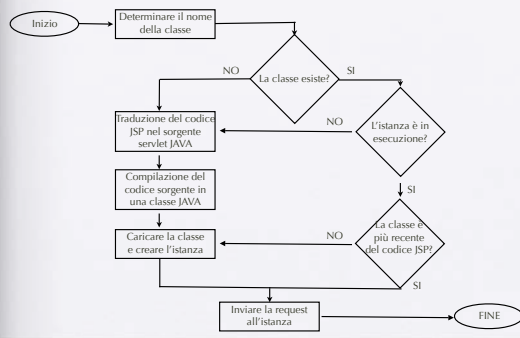 Inizio
Determinare il nome
della classe
La classe esiste?
NO
SI
Traduzione del codice
JSP nel sorgente
servlet JAVA
NO
L'istanza è in
esecuzione?
Compilazione del
codice sorgente in
una classe JAVA
SI
Caricare la classe
e creare l'istanza
NO
La classe è
più recente
del codice JSP?
SI
Inviare la request
all'istanza
FINE